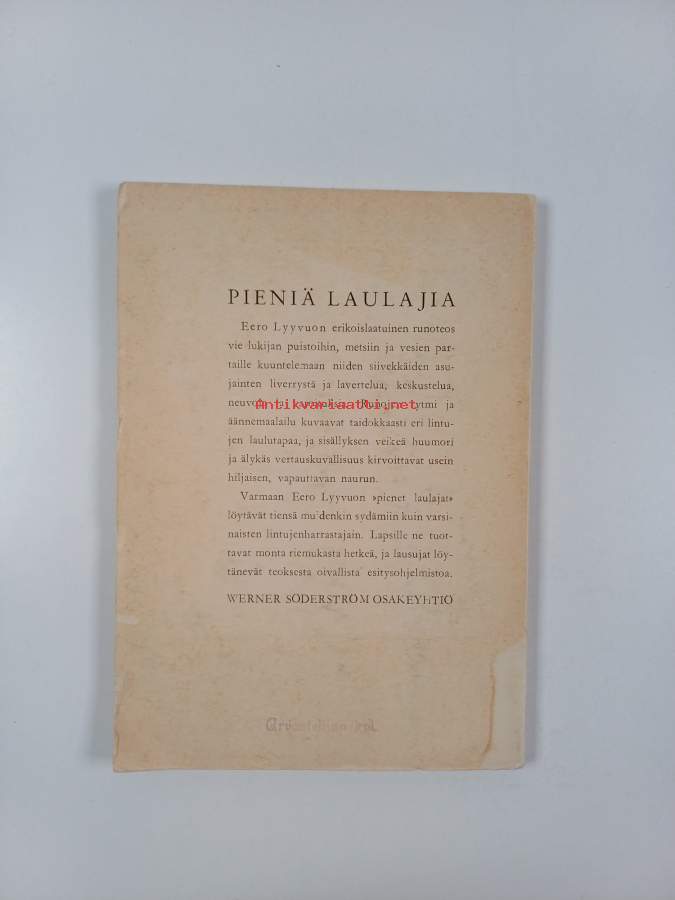 PIENIÄ LAULAJIA
Eero Lyyvuon erikoislaatuinen runoteos
vie lukijan puistoihin, metsiin ja vesien par-
taille kuuntelemaan niiden siivekkäiden asu-
jainten liverrystä ja lavertelua, keskustelua,
Antikvariaatti.net
ja
äännemaalailu kuvaavat taidokkaasti eri lintu-
jen laulutapaa, ja sisällyksen veikeä huumori
ja älykäs vertauskuvallisuus kirvoittavat usein
hiljaisen, vapauttavan naurun.
Varmaan Eero Lyyvuon »pienet laulajat»
löytävät tiensä muidenkin sydämiin kuin varsi-
naisten lintujenharrastajain. Lapsille ne tuot-
tavat monta riemukasta hetkeä, ja lausujat löy-
tänevät teoksesta oivallista esitysohjelmistoa.
WERNER SÖDERSTRÖM OSAKEYHTIÖ